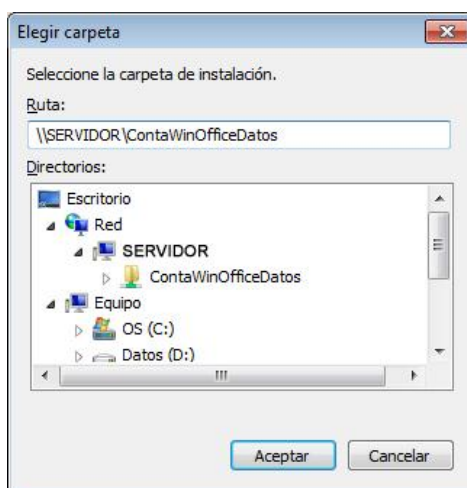 Elegir carpeta
Seleccione la carpeta de instalación.
Ruta:
\\SERVIDOR\ContaWinOfficeDatos
Directorios:
Escritorio
Red
SERVIDOR
ContaWinOfficeDatos
Equipo
OS (C:)
Datos (D:)
Aceptar Cancelar